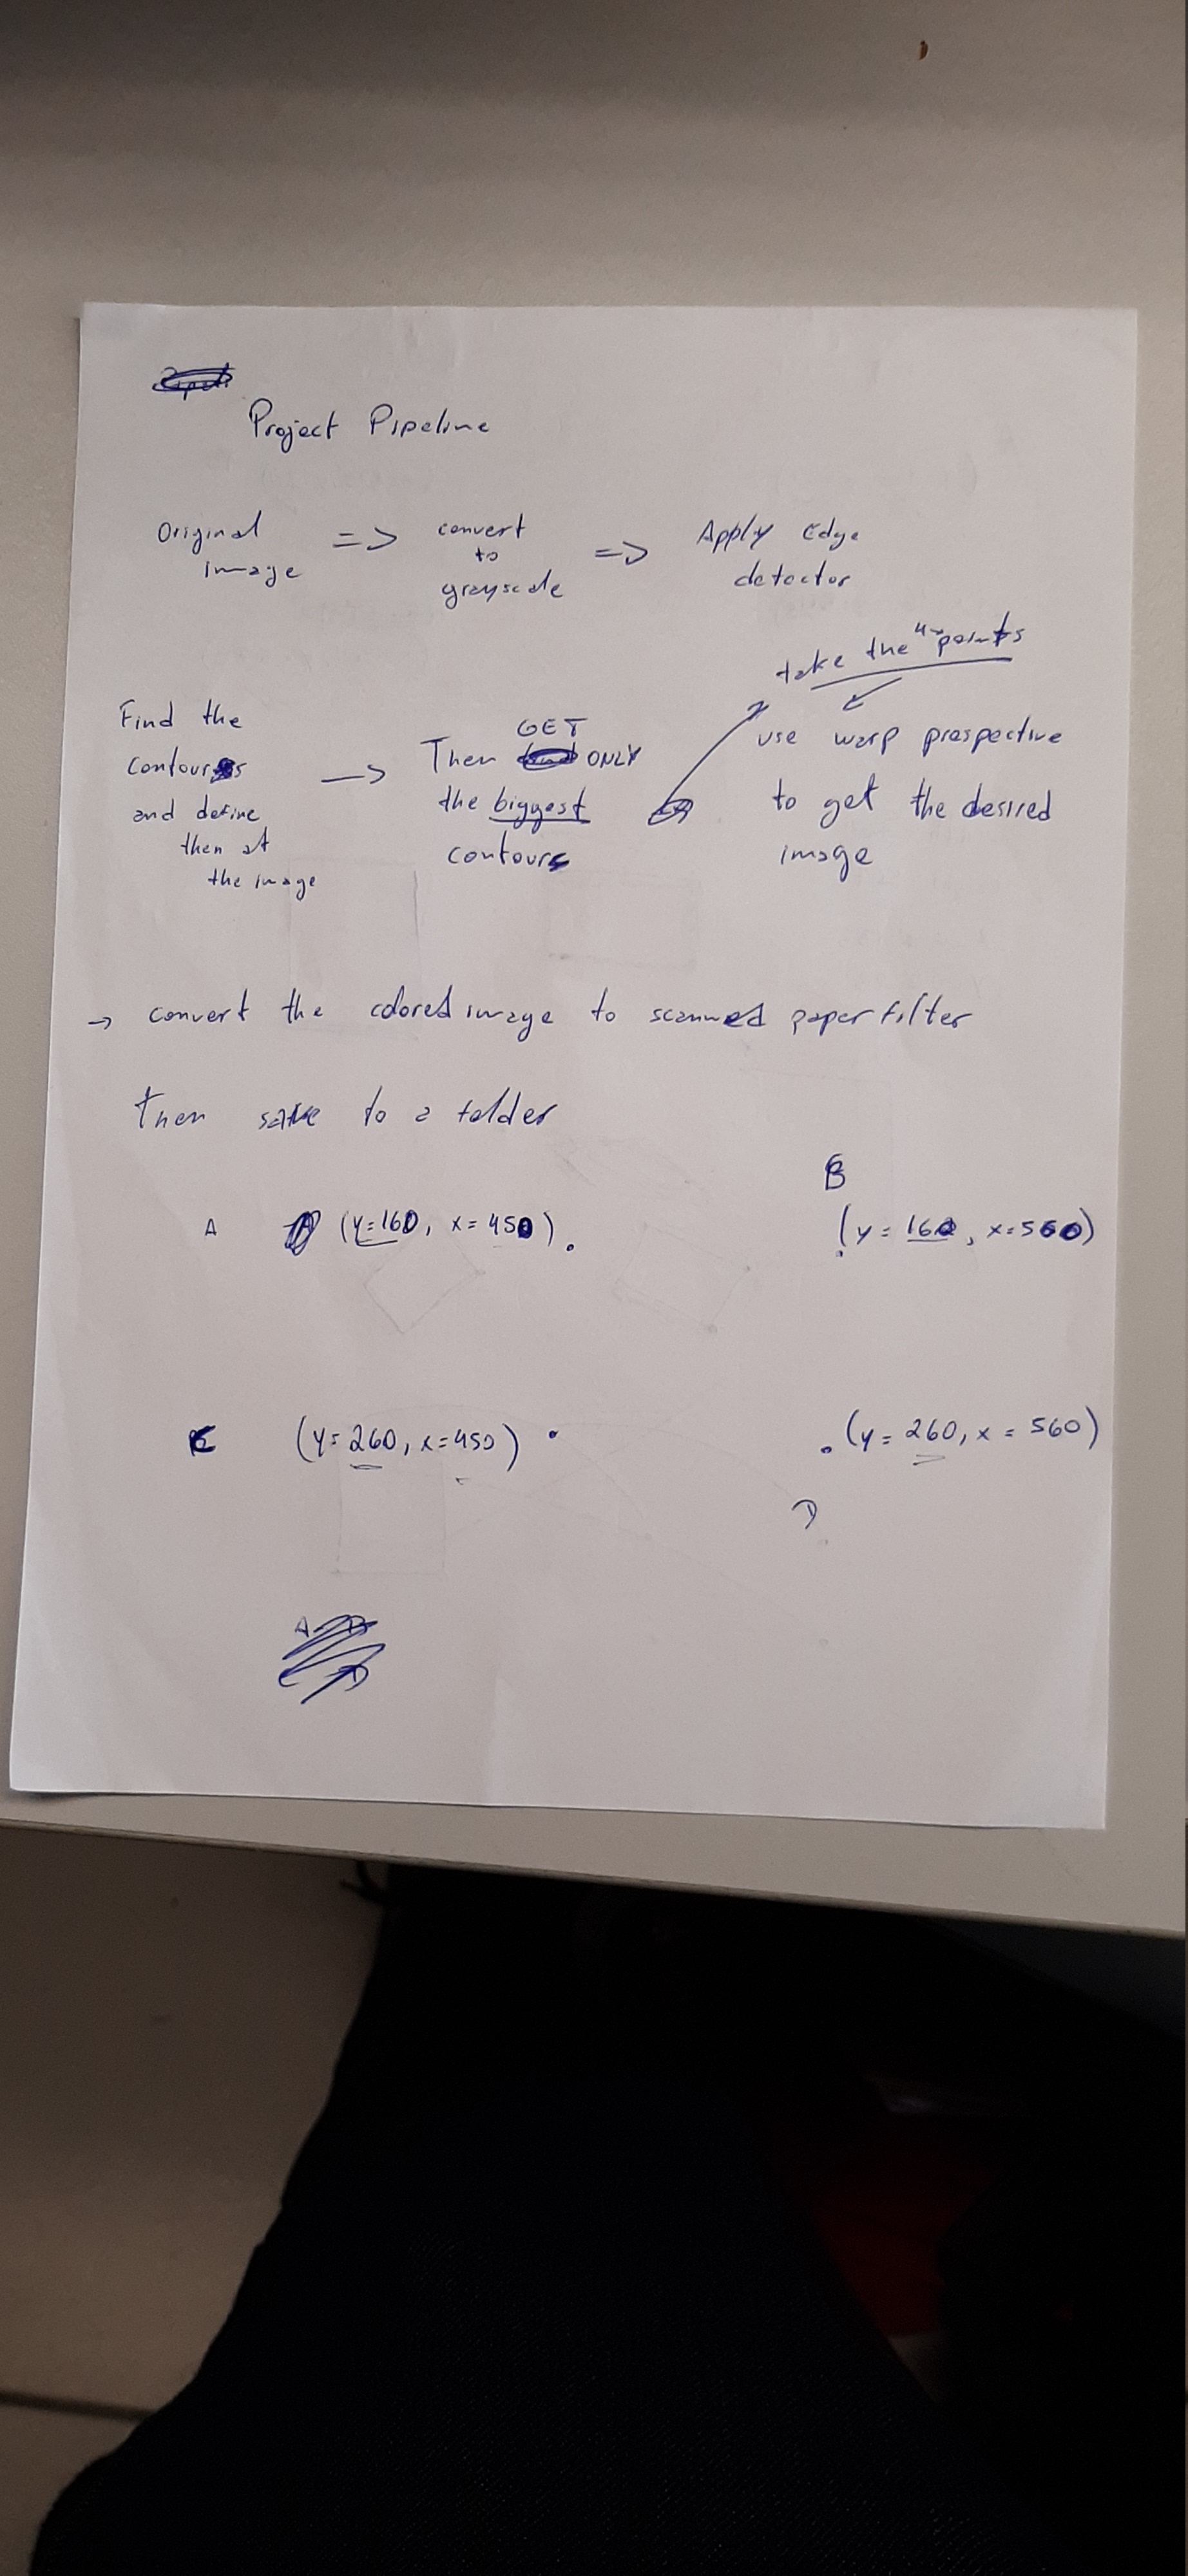 Project Pipeline
Original => convert => Apply Edge
image to detector
grayscale
take the 4 points
Find the GET
contours -> Then ONLY use warp prespective
and define the biggest to get the desired
then at contours image
the image
-> convert the colored image to scanned paper filter
then save to a folder
B
A (y=160, x=450) (y=160, x=560)
C (y=260, x=450) (y=260, x=560)
D